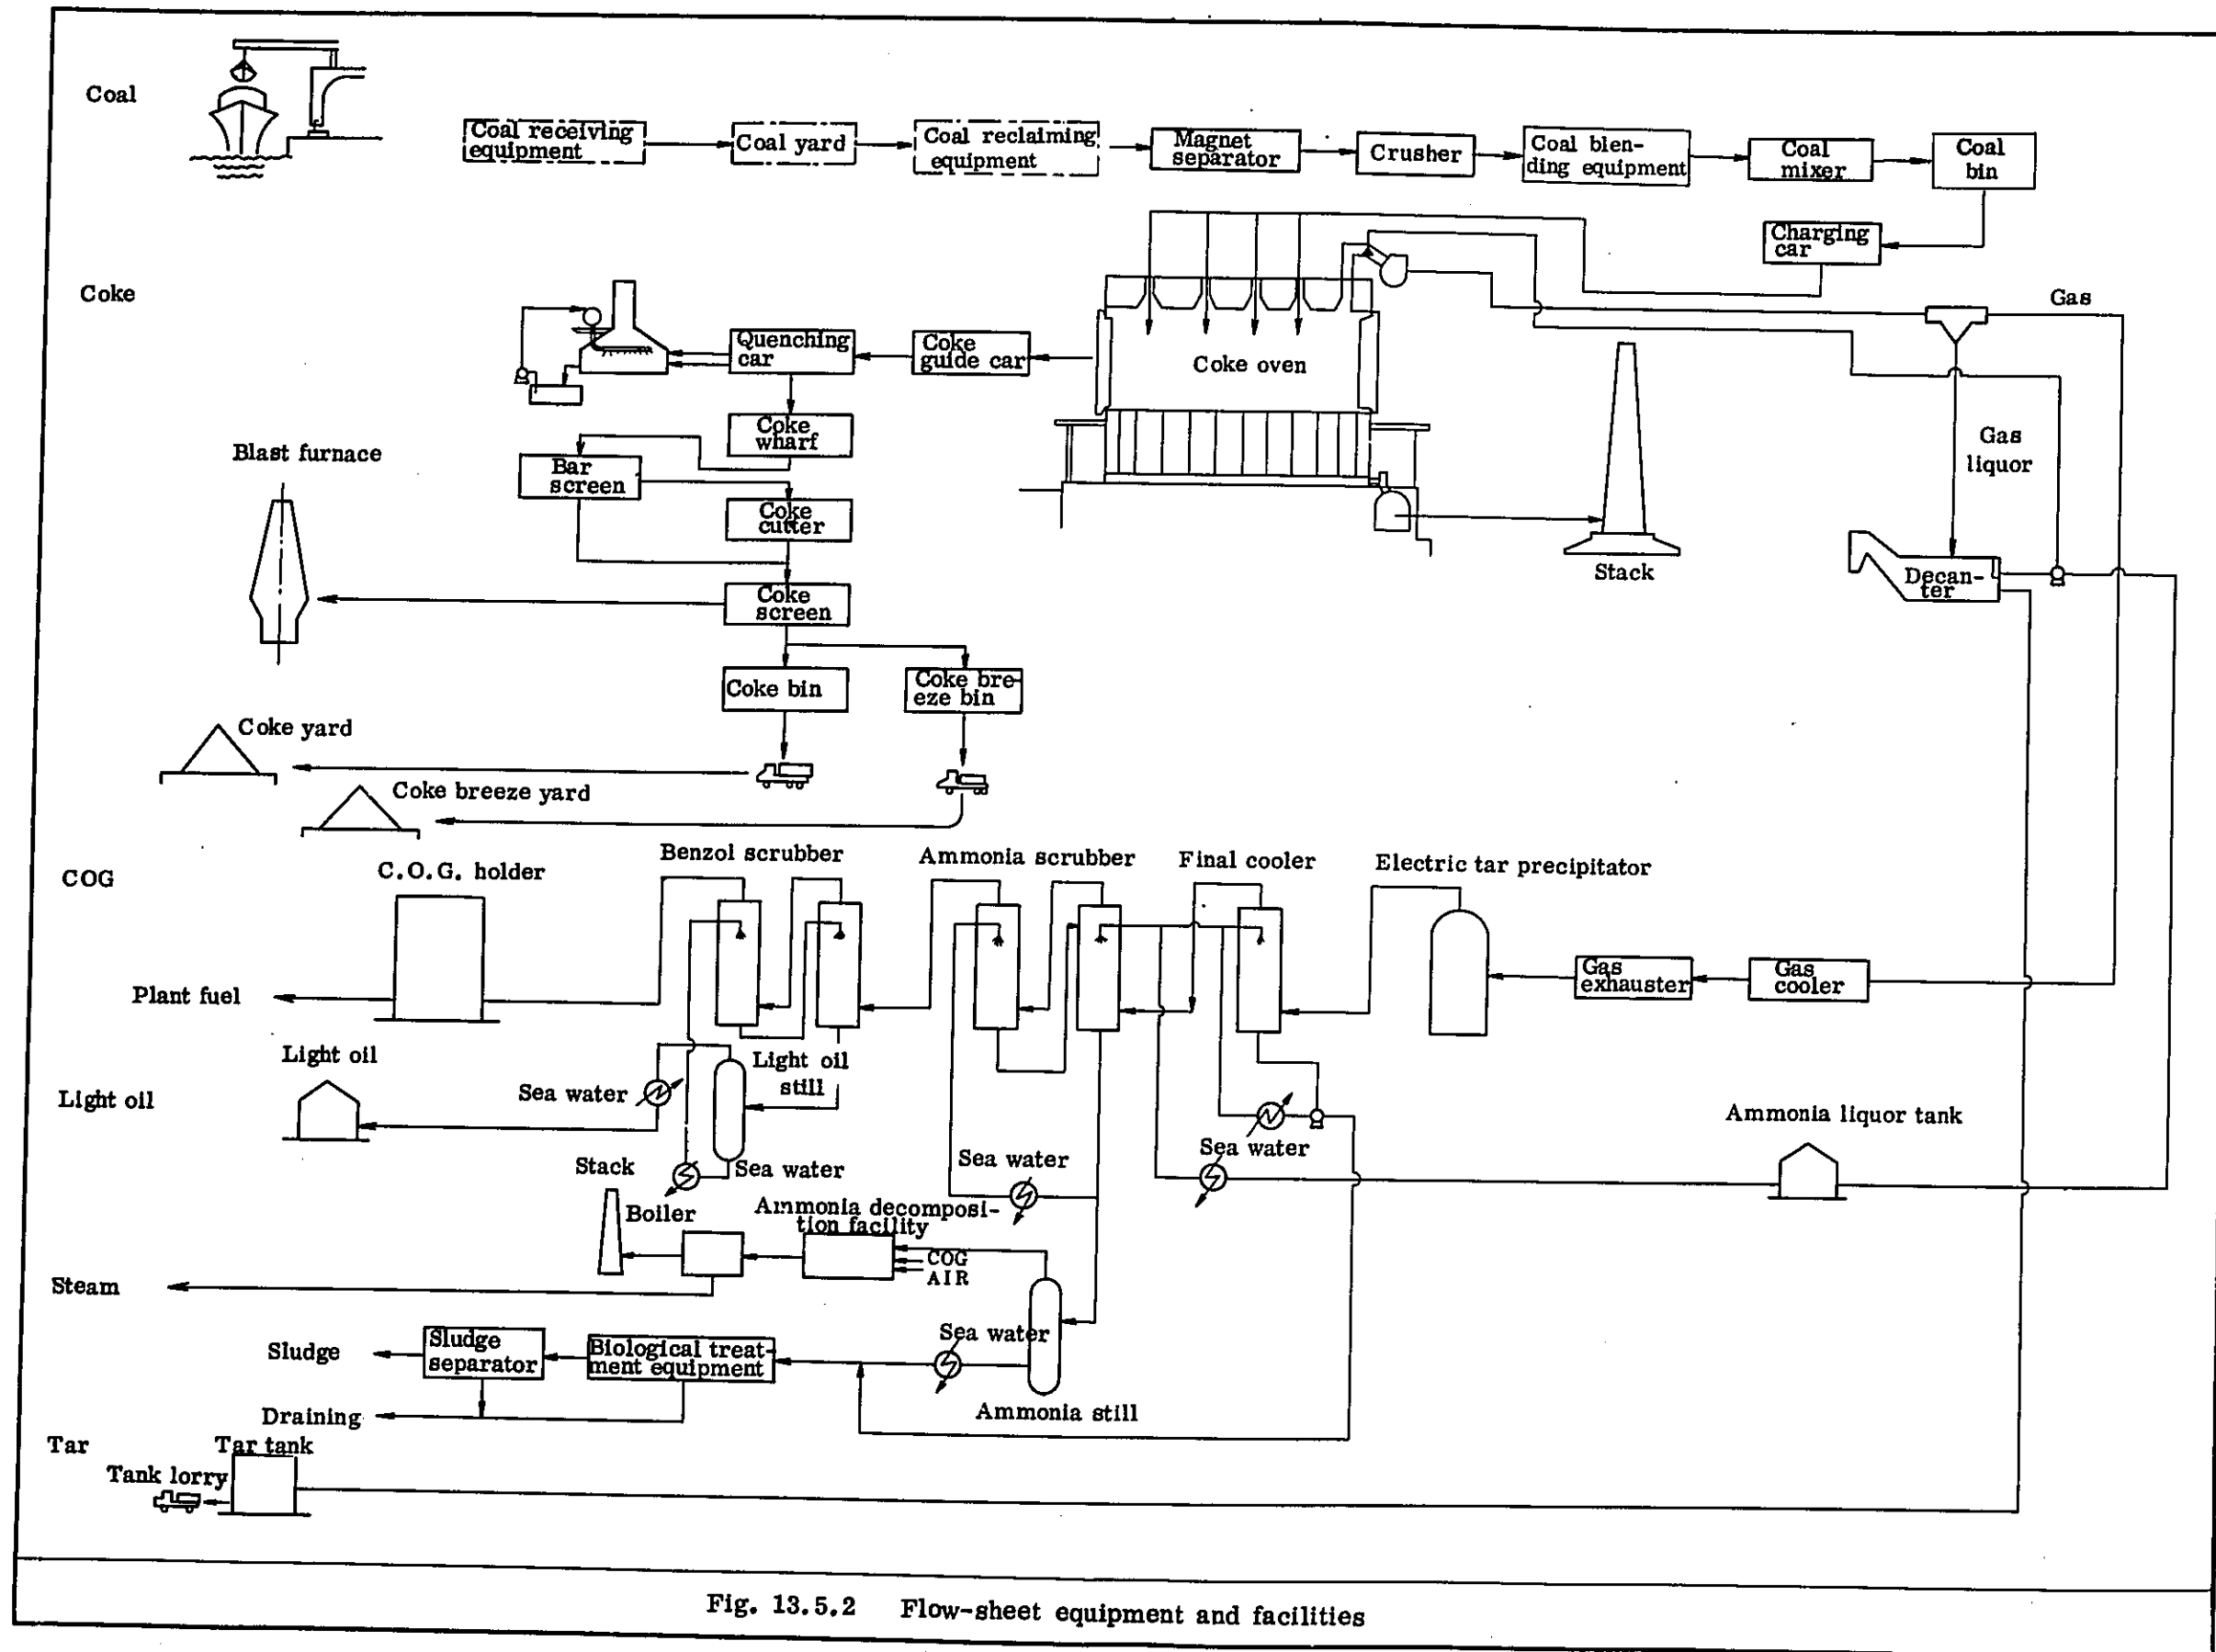 Coal
Coal receiving
equipment
Coal yard
Coal reclaiming
equipment
Magnet
separator
Crusher
Coal blen-
ding equipment
Coal
mixer
Coal
bin
Charging
car
Coke
Gas
Quenching
car
Coke
guide car
Coke oven
Coke
wharf
Gas
liquor
Blast furnace
Bar
screen
Coke
cutter
Stack
Decan-
ter
Coke
screen
Coke bin
Coke bre-
eze bin
Coke yard
Coke breeze yard
COG
C.O.G. holder
Benzol scrubber
Ammonia scrubber
Final cooler
Electric tar precipitator
Gas
exhauster
Gas
cooler
Plant fuel
Light oil
Light oil
still
Light oil
Sea water
Ammonia liquor tank
Sea water
Stack
Sea water
Sea water
Boiler
Ammonia decomposi-
tion facility
COG
AIR
Steam
Sea water
Sludge
Sludge
separator
Biological treat-
ment equipment
Draining
Ammonia still
Tar
Tar tank
Tank lorry
Fig. 13.5.2 Flow-sheet equipment and facilities